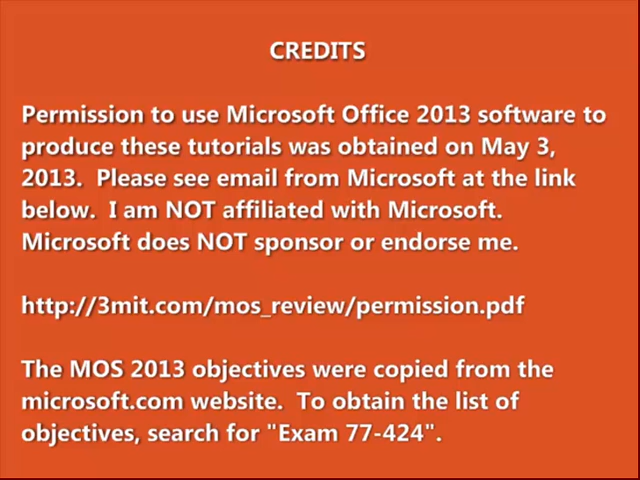 CREDITS
Permission to use Microsoft Office 2013 software to
produce these tutorials was obtained on May 3,
2013.  Please see email from Microsoft at the link
below.  I am NOT affiliated with Microsoft.
Microsoft does NOT sponsor or endorse me.
http://3mit.com/mos_review/permission.pdf
The MOS 2013 objectives were copied from the
microsoft.com website.  To obtain the list of
objectives, search for "Exam 77-424".